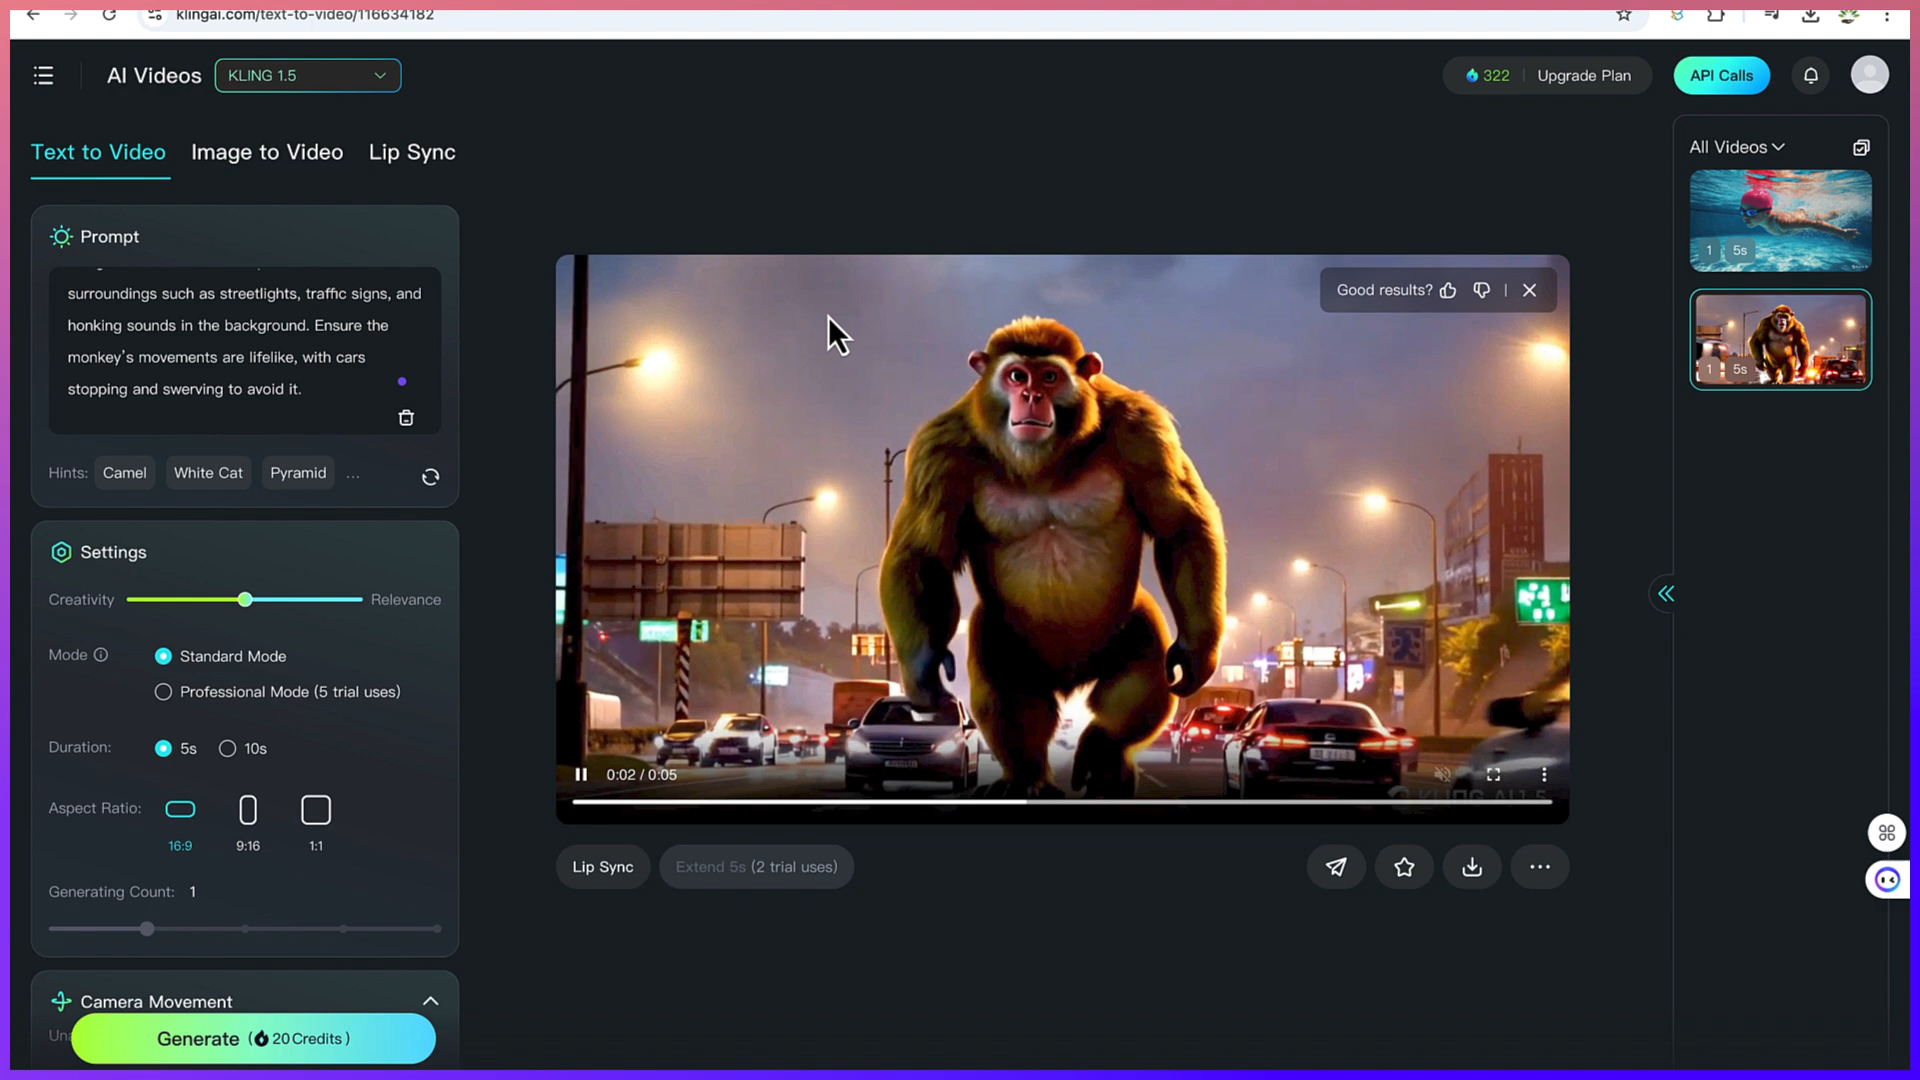 klingai.com/text-to-video/116634182
AI Videos
KLING 1.5
322
Upgrade Plan
API Calls
Text to Video
Image to Video
Lip Sync
Prompt
surroundings such as streetlights, traffic signs, and
honking sounds in the background. Ensure the
monkey's movements are lifelike, with cars
stopping and swerving to avoid it.
Hints:
Camel
White Cat
Pyramid
...
Settings
Creativity
Relevance
Mode
Standard Mode
Professional Mode (5 trial uses)
Duration:
5s
10s
Aspect Ratio:
16:9
9:16
1:1
Generating Count: 1
Camera Movement
Generate (20 Credits)
Good results?
0:02 / 0:05
KLING AI 1.5
Lip Sync
Extend 5s (2 trial uses)
All Videos
1
5s
1
5s